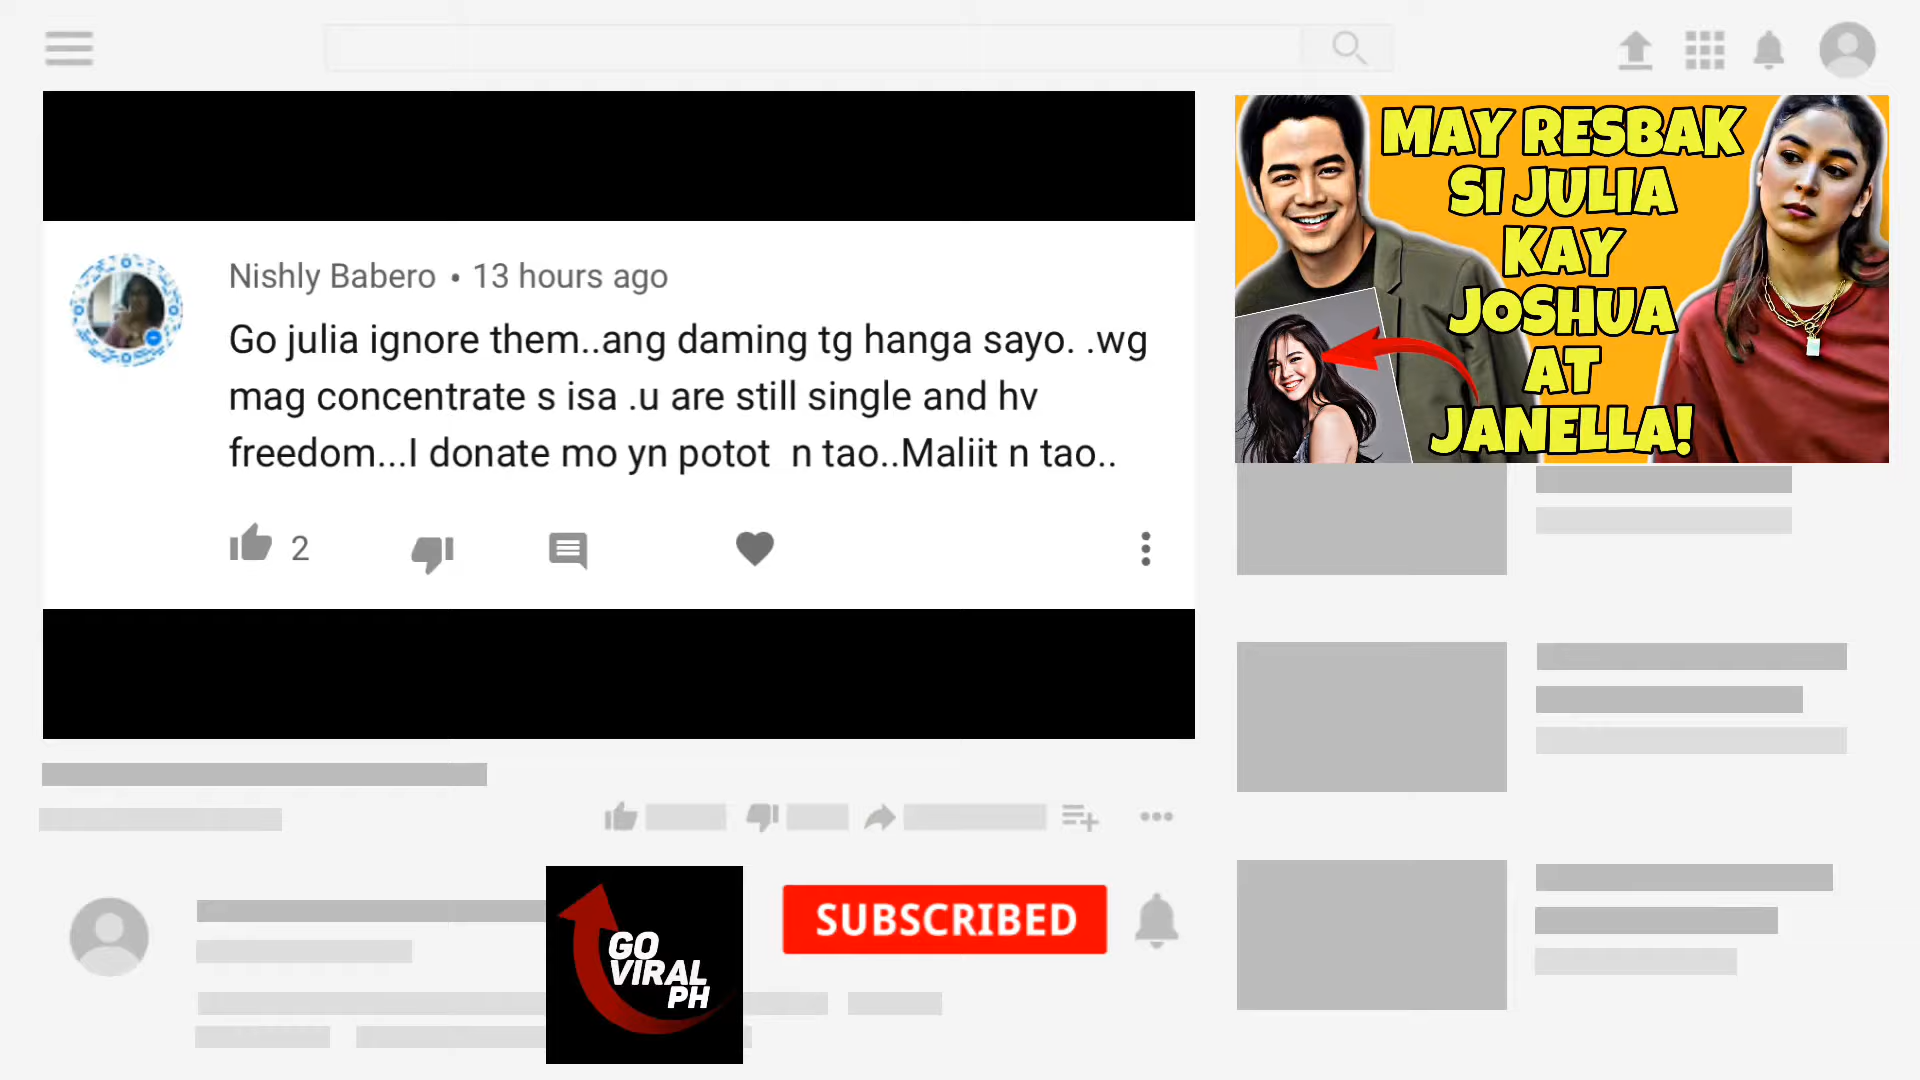 Nishly Babero • 13 hours ago
Go julia ignore them..ang daming tg hanga sayo. .wg
mag concentrate s isa .u are still single and hv
freedom...I donate mo yn potot n tao..Maliit n tao..
2
MAY RESBAK
SI JULIA
KAY
JOSHUA
AT
JANELLA!
GO
VIRAL
PH
SUBSCRIBED